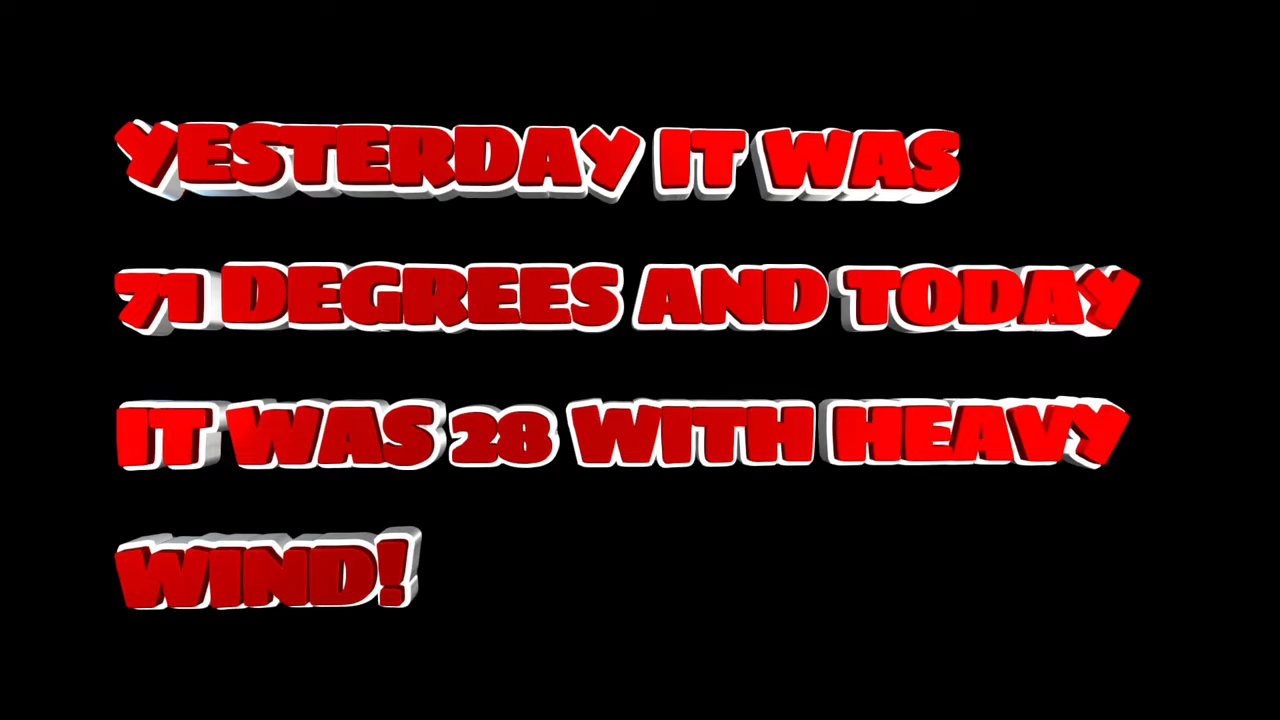 YESTERDAY IT WAS
71 DEGREES AND TODAY
IT WAS 28 WITH HEAVY
WIND!